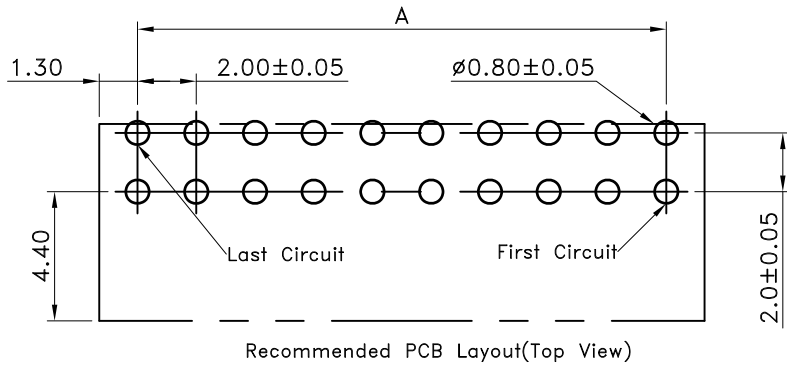 A
1.30
2.00±0.05
ø0.80±0.05
4.40
2.0±0.05
Last Circuit
First Circuit
Recommended PCB Layout(Top View)